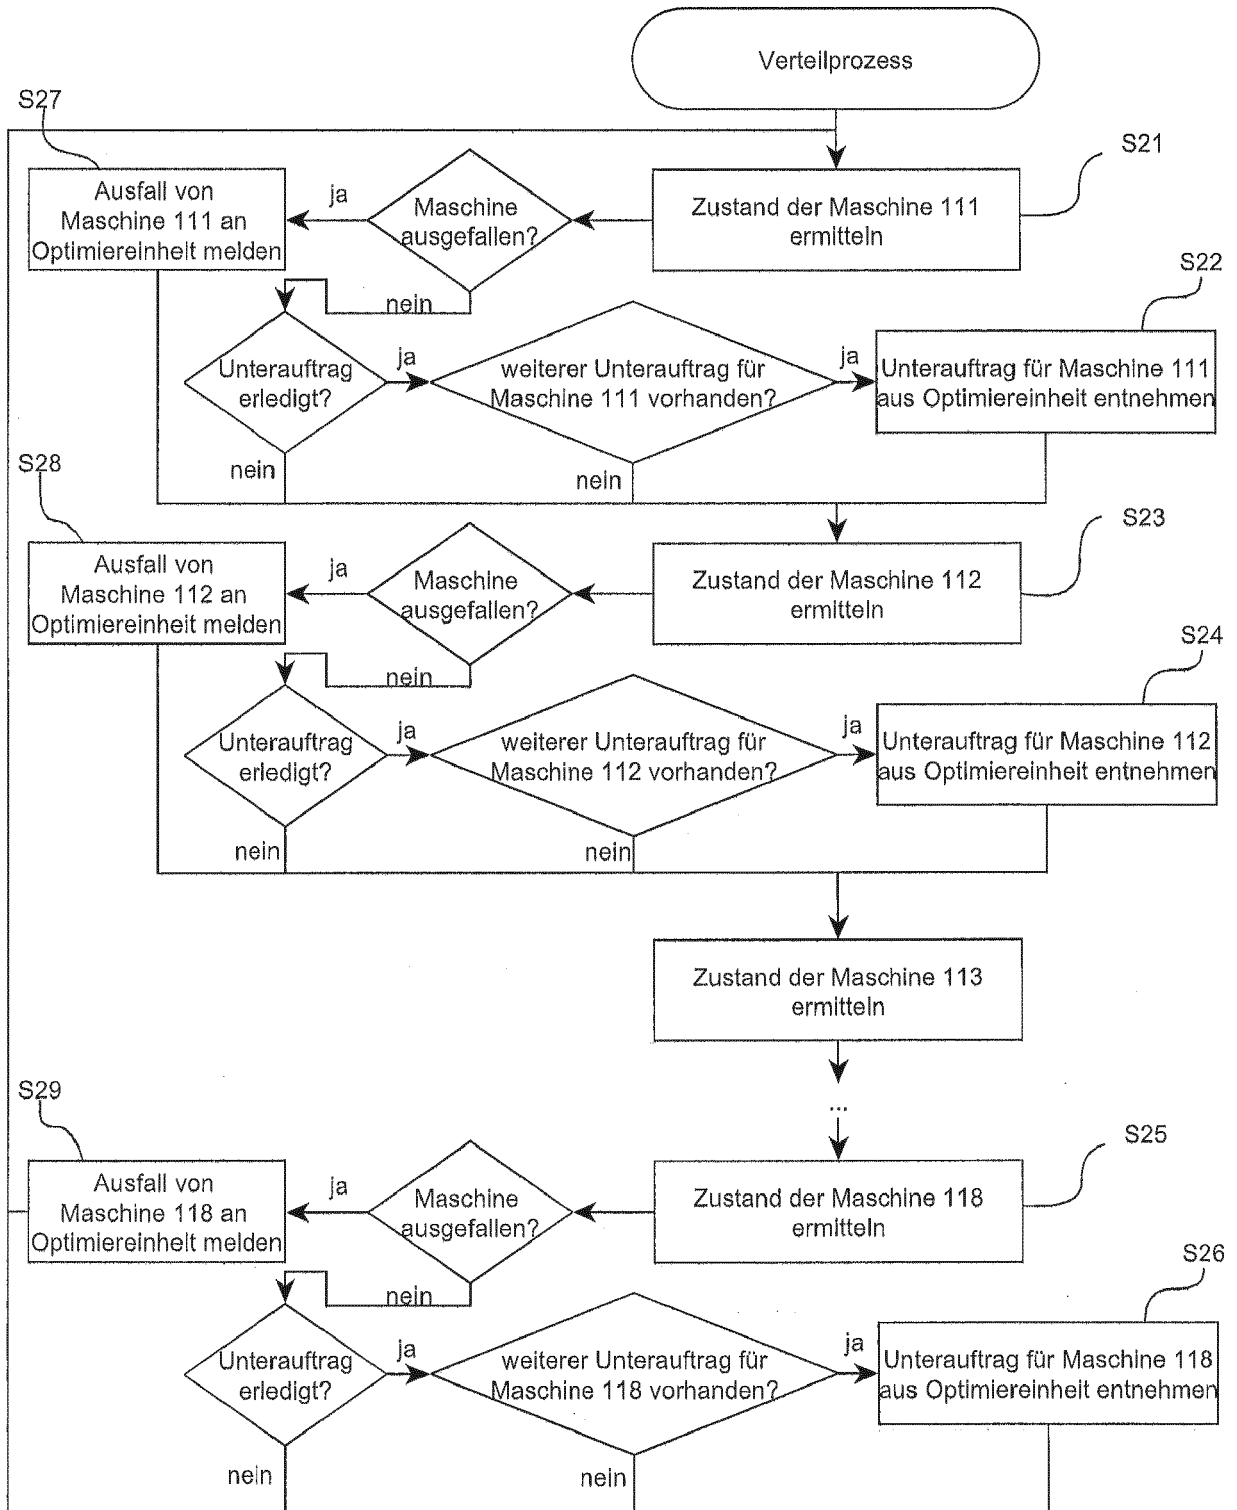 Verteilprozess
S27
S21
Ausfall von
Maschine 111 an
Optimiereinheit melden
ja
Maschine
ausgefallen?
Zustand der Maschine 111
ermitteln
nein
S22
Unterauftrag
erledigt?
ja
weiterer Unterauftrag für
Maschine 111 vorhanden?
ja
Unterauftrag für Maschine 111
aus Optimiereinheit entnehmen
nein
nein
S28
S23
Ausfall von
Maschine 112 an
Optimiereinheit melden
ja
Maschine
ausgefallen?
Zustand der Maschine 112
ermitteln
nein
S24
Unterauftrag
erledigt?
ja
weiterer Unterauftrag für
Maschine 112 vorhanden?
ja
Unterauftrag für Maschine 112
aus Optimiereinheit entnehmen
nein
nein
Zustand der Maschine 113
ermitteln
...
S29
S25
Ausfall von
Maschine 118 an
Optimiereinheit melden
ja
Maschine
ausgefallen?
Zustand der Maschine 118
ermitteln
nein
S26
Unterauftrag
erledigt?
ja
weiterer Unterauftrag für
Maschine 118 vorhanden?
ja
Unterauftrag für Maschine 118
aus Optimiereinheit entnehmen
nein
nein